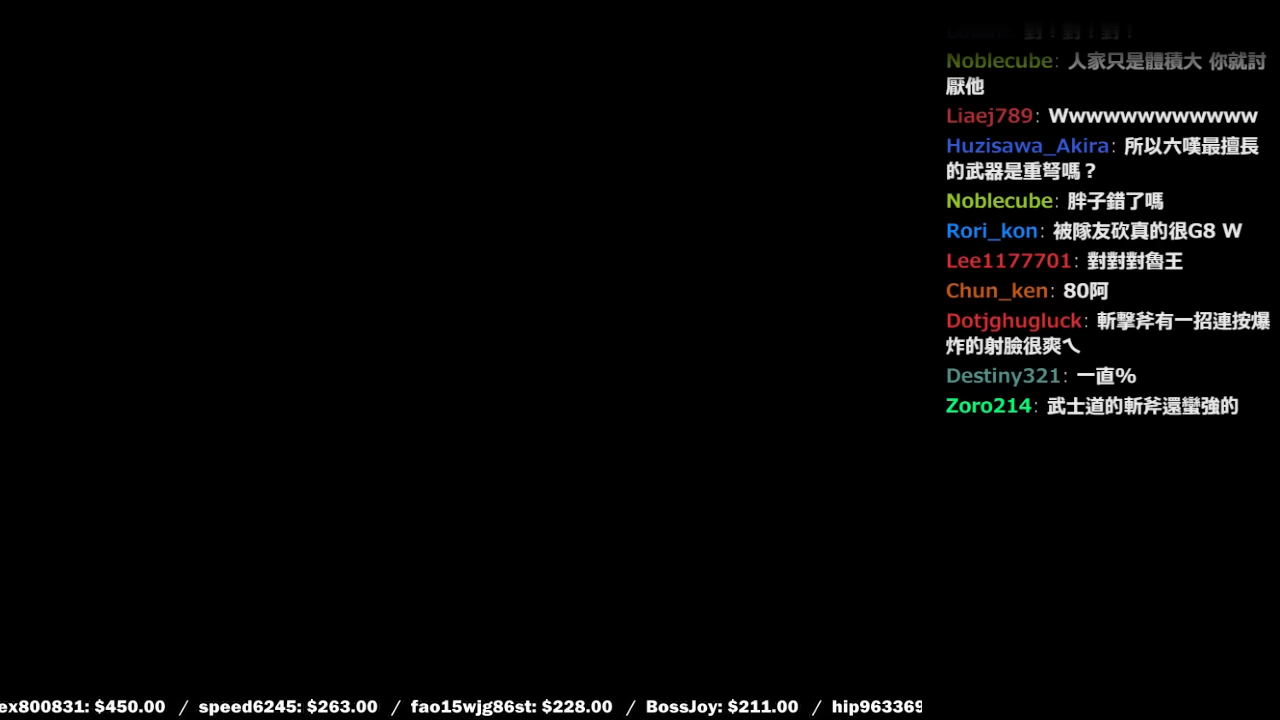 對！對！對！
Noblecube: 人家只是體積大 你就討
厭他
Liaej789: Wwwwwwwwwwwww
Huzisawa_Akira: 所以六嘆最擅長
的武器是重弩嗎？
Noblecube: 胖子錯了嗎
Rori_kon: 被隊友砍真的很G8 W
Lee1177701: 對對對魯王
Chun_ken: 80阿
Dotjghugluck: 斬擊斧有一招連按爆
炸的射臉很爽ㄟ
Destiny321: 一直%
Zoro214: 武士道的斬斧還蠻強的
ex800831: $450.00 / speed6245: $263.00 / fao15wjg86st: $228.00 / BossJoy: $211.00 / hip963369